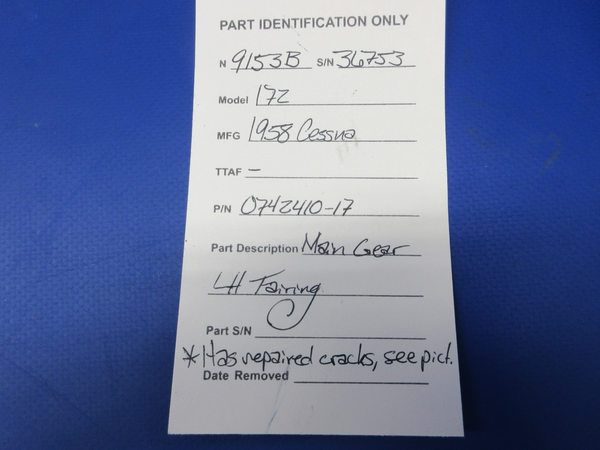 PART IDENTIFICATION ONLY
N 9153B S/N 36753
Model 172
MFG 1958 Cessna
TTAF –
P/N 0742410-17
Part Description Main Gear
LH Fairing
Part S/N
* Has repaired cracks, see pict.
Date Removed